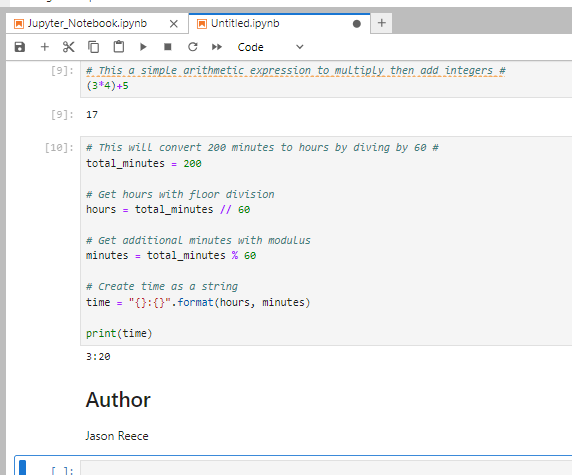 Jupyter_Notebook.ipynb
Untitled.ipynb
Code
[9]: # This a simple arithmetic expression to multiply then add integers #
(3*4)+5
[9]: 17
[10]: # This will convert 200 minutes to hours by diving by 60 #
total_minutes = 200
# Get hours with floor division
hours = total_minutes // 60
# Get additional minutes with modulus
minutes = total_minutes % 60
# Create time as a string
time = "{}:{}".format(hours, minutes)
print(time)
3:20
Author
Jason Reece
[ ]: